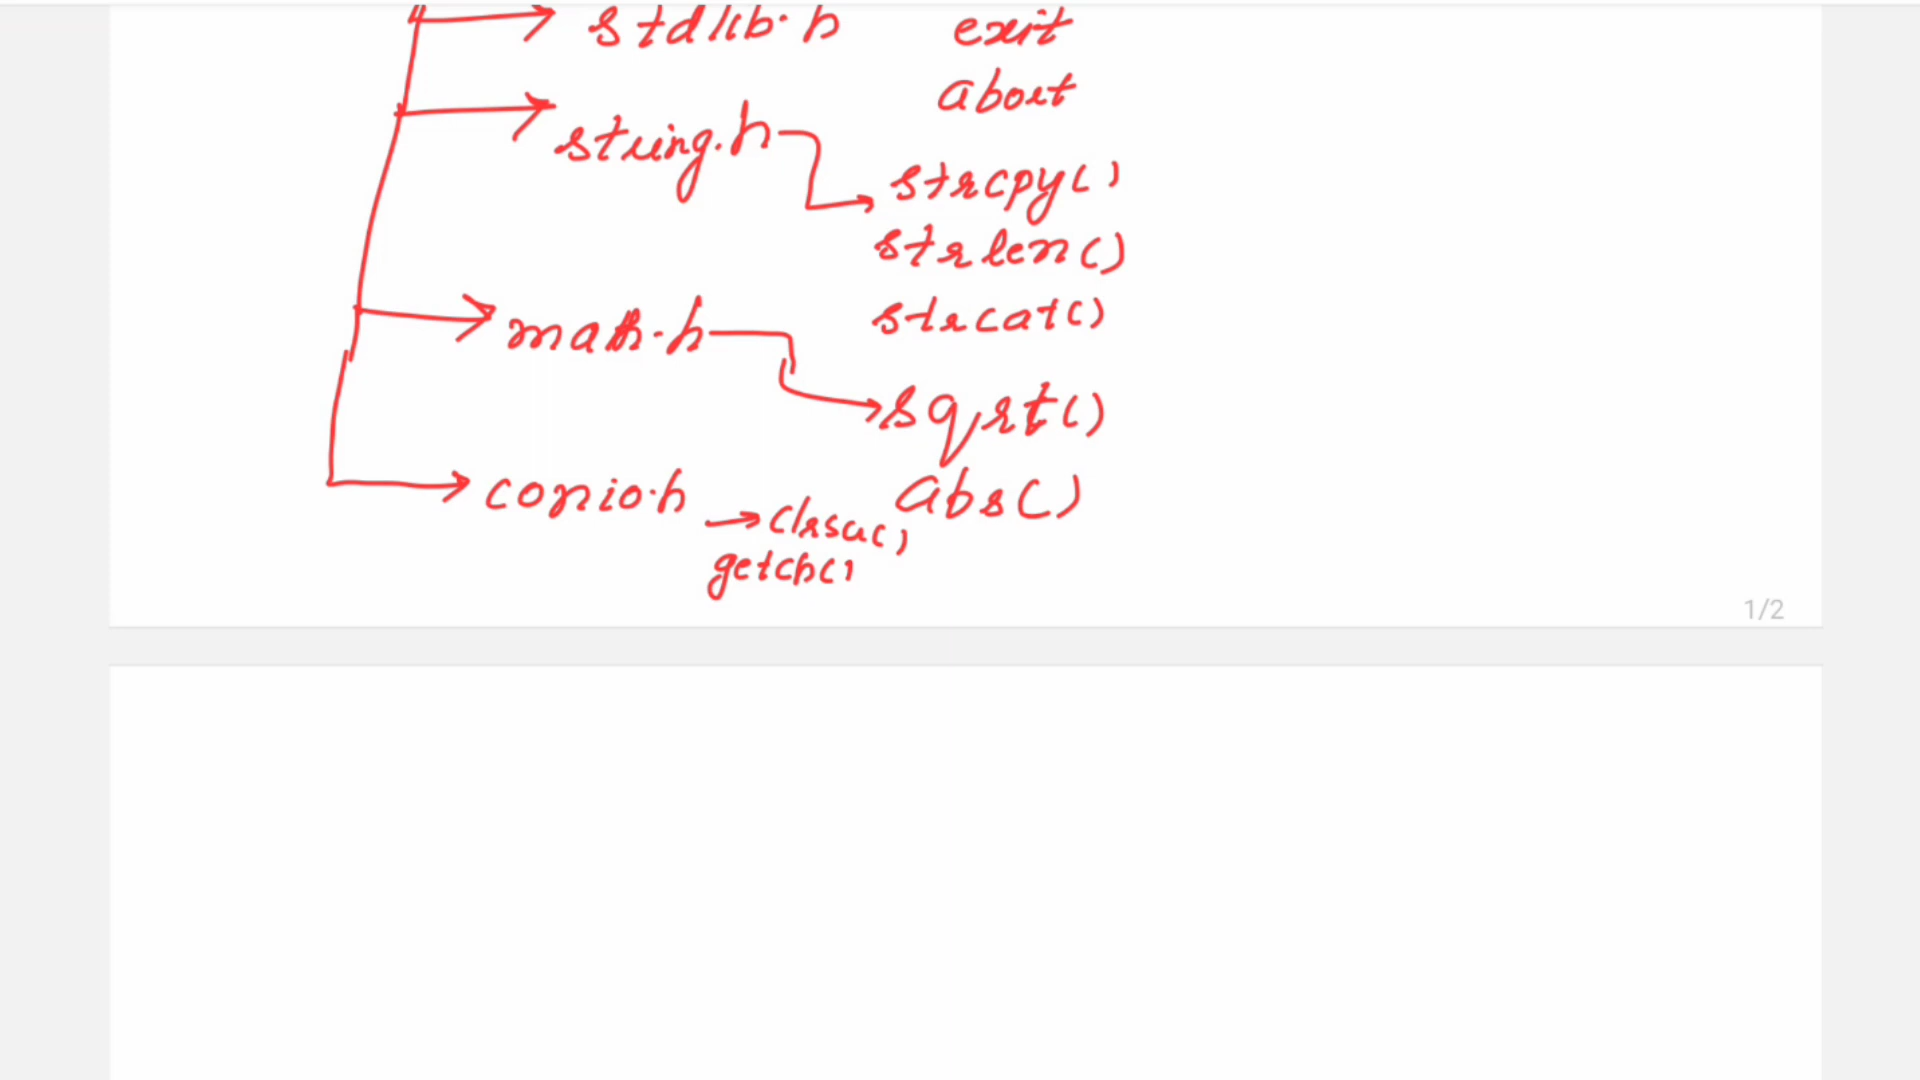 stdlib.h exit
abort
string.h
strcpy()
strlen()
strcat()
math.h
sqrt()
abs()
conio.h → clrscr()
getch()
1/2